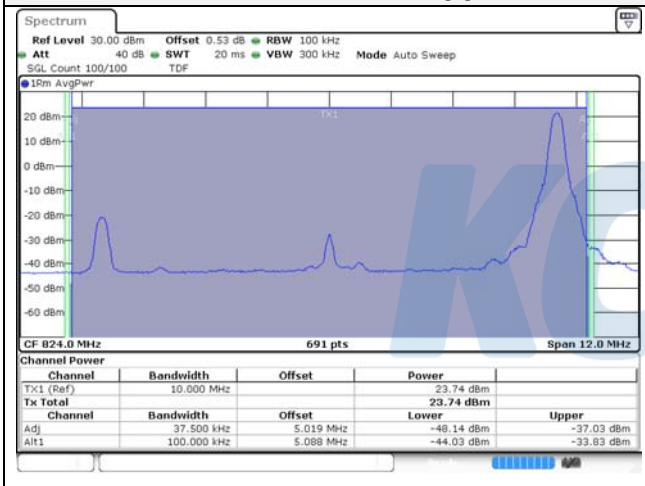 Spectrum
Ref Level 30.00 dBm Offset 0.53 dB RBW 100 kHz
Att 40 dB SWT 20 ms VBW 300 kHz Mode Auto Sweep
SGL Count 100/100 TDF
1Rm AvgPwr
TX1
20 dBm
10 dBm
0 dBm
-10 dBm
-20 dBm
-30 dBm
-40 dBm
-50 dBm
-60 dBm
CF 824.0 MHz 691 pts Span 12.0 MHz
Channel Power
Channel Bandwidth Offset Power
TX1 (Ref) 10.000 MHz 23.74 dBm
Tx Total 23.74 dBm
Channel Bandwidth Offset Lower Upper
Adj 37.500 kHz 5.019 MHz -48.14 dBm -37.03 dBm
Alt1 100.000 kHz 5.088 MHz -44.03 dBm -33.83 dBm